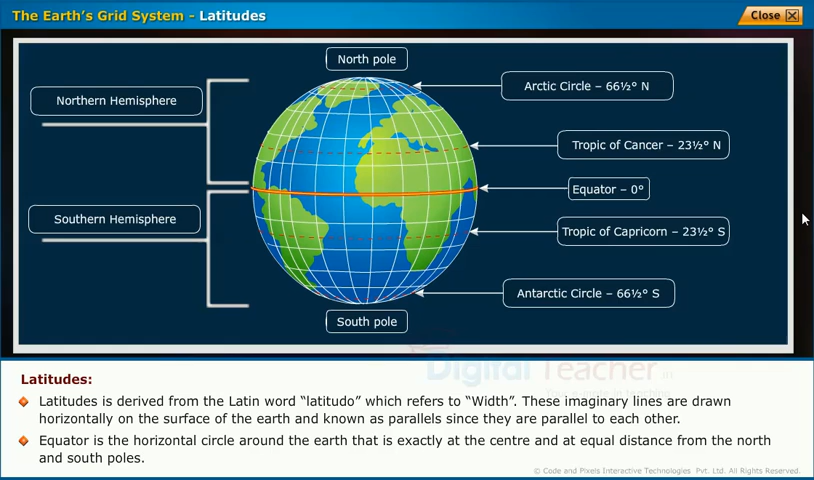 The Earth's Grid System - Latitudes
Close
North pole
Northern Hemisphere
Arctic Circle – 66½° N
Tropic of Cancer – 23½° N
Equator – 0°
Southern Hemisphere
Tropic of Capricorn – 23½° S
Antarctic Circle – 66½° S
South pole
Digital Teacher
Latitudes:
Latitudes is derived from the Latin word “latitudo” which refers to “Width”. These imaginary lines are drawn
horizontally on the surface of the earth and known as parallels since they are parallel to each other.
Equator is the horizontal circle around the earth that is exactly at the centre and at equal distance from the north
and south poles.
© Code and Pixels Interactive Technologies Pvt. Ltd. All Rights Reserved.